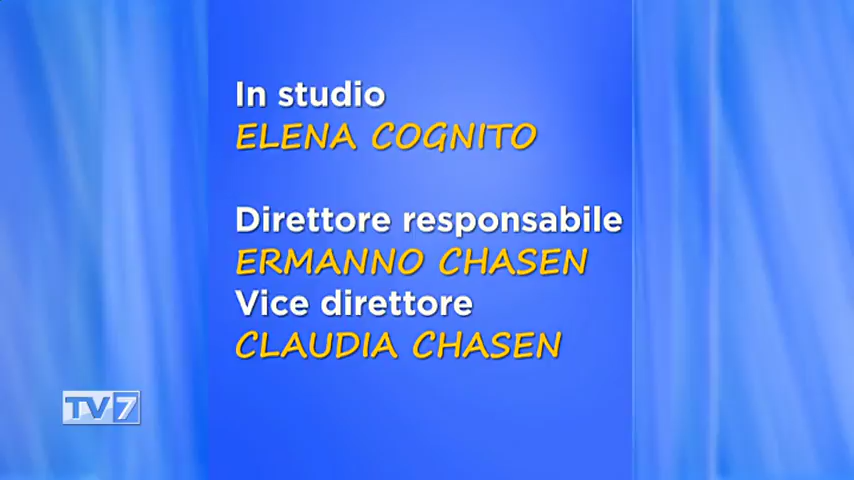 In studio
ELENA COGNITO
Direttore responsabile
ERMANNO CHASEN
Vice direttore
CLAUDIA CHASEN
TV7